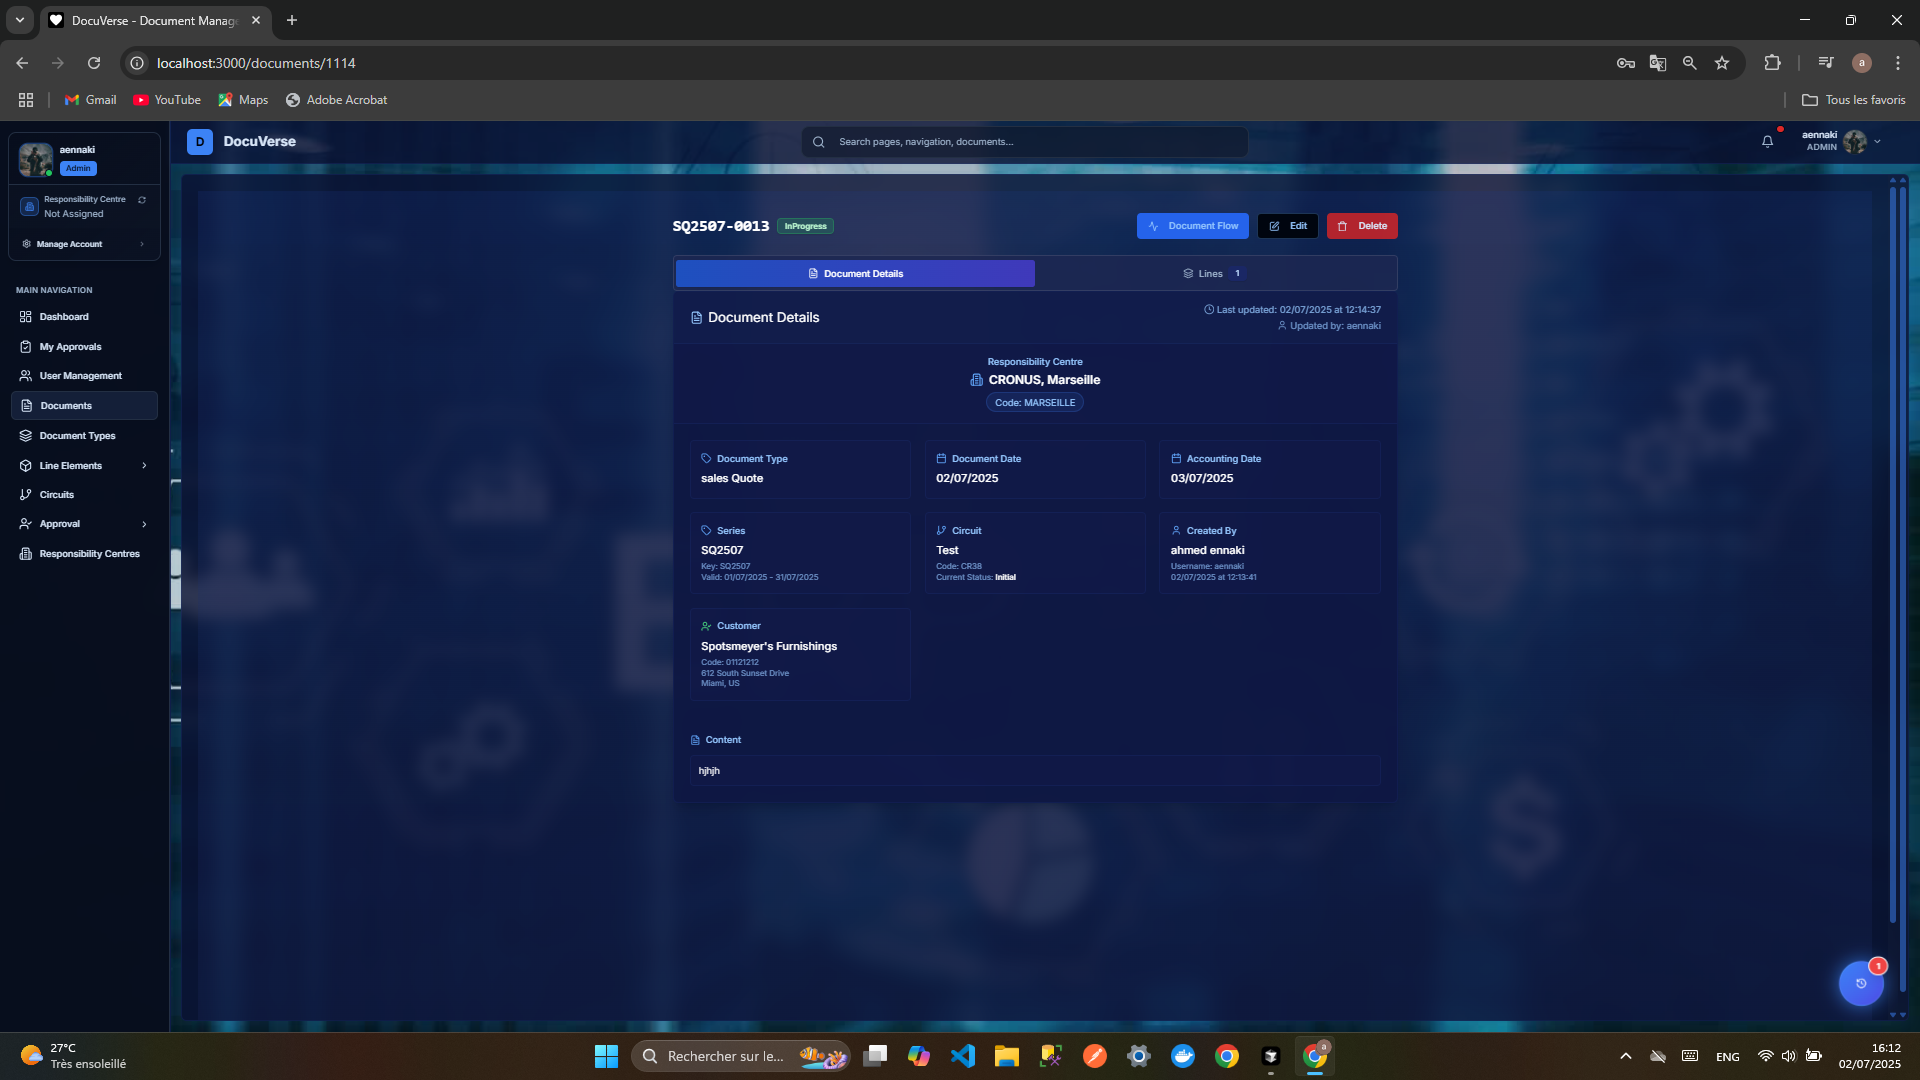 DocuVerse - Document Manag
localhost:3000/documents/1114
a
Gmail
YouTube
Maps
Adobe Acrobat
Tous les favoris
aennaki
Admin
Responsibility Centre
Not Assigned
Manage Account
MAIN NAVIGATION
Dashboard
My Approvals
User Management
Documents
Document Types
Line Elements
Circuits
Approval
Responsibility Centres
D
DocuVerse
Search pages, navigation, documents...
aennaki
ADMIN
SQ2507-0013
InProgress
Document Flow
Edit
Delete
Document Details
Lines 1
Document Details
Last updated: 02/07/2025 at 12:14:37
Updated by: aennaki
Responsibility Centre
CRONUS, Marseille
Code: MARSEILLE
Document Type
sales Quote
Document Date
02/07/2025
Accounting Date
03/07/2025
Series
SQ2507
Key: SQ2507
Valid: 01/07/2025 - 31/07/2025
Circuit
Test
Code: CR38
Current Status: Initial
Created By
ahmed ennaki
Username: aennaki
02/07/2025 at 12:13:41
Customer
Spotsmeyer's Furnishings
Code: 01121212
612 South Sunset Drive
Miami, US
Content
hjhjh
1
27°C
Très ensoleillé
Rechercher sur le...
a
ENG
16:12
02/07/2025